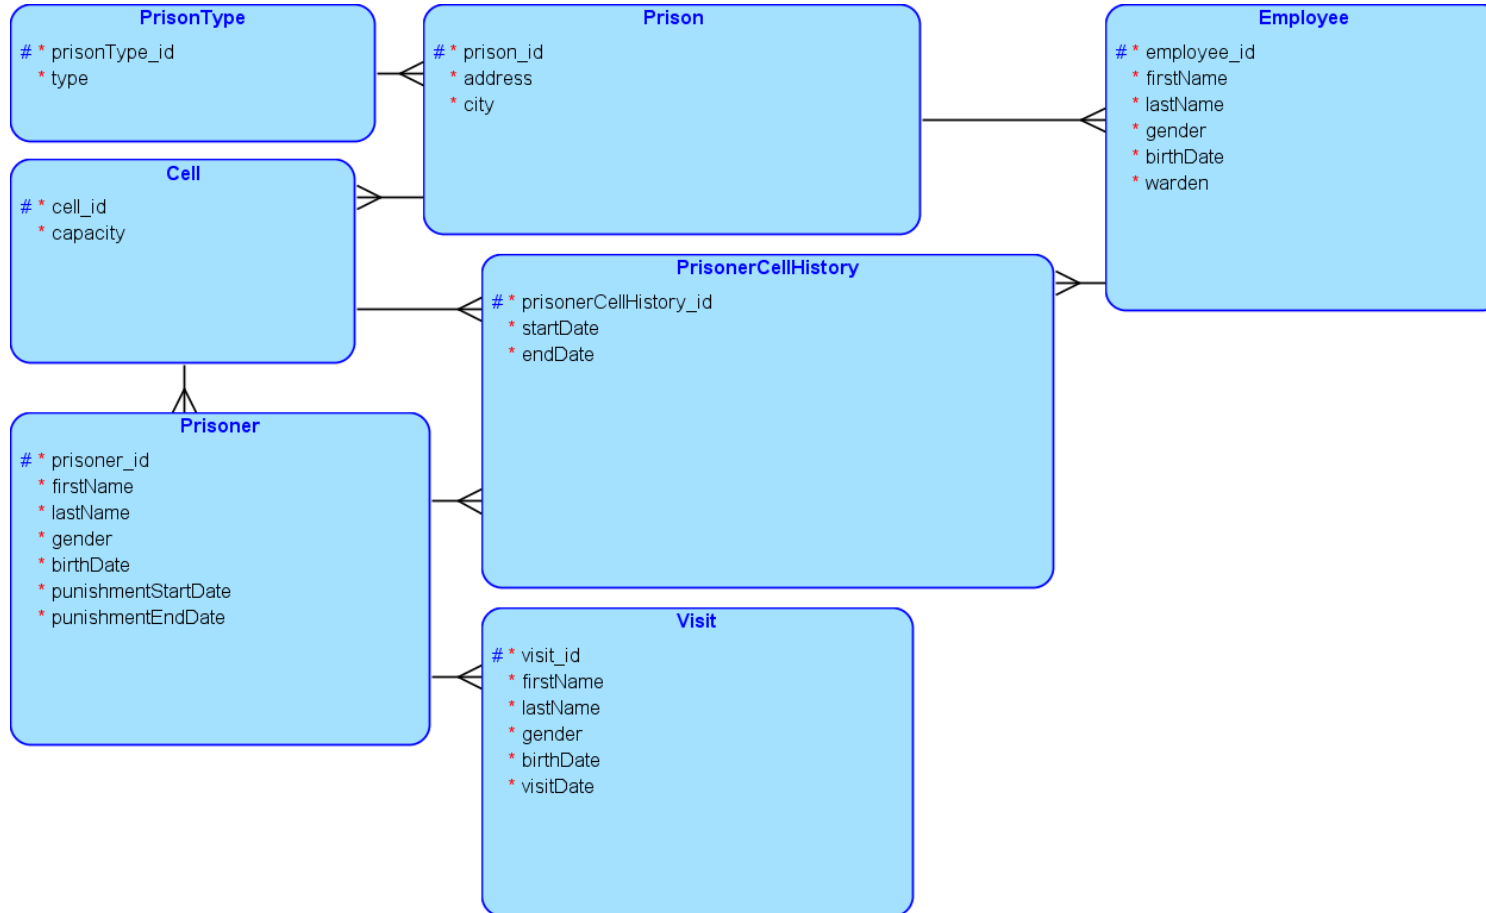 PrisonType
# * prisonType_id
* type
Prison
# * prison_id
* address
* city
Employee
# * employee_id
* firstName
* lastName
* gender
* birthDate
* warden
Cell
# * cell_id
* capacity
PrisonerCellHistory
# * prisonerCellHistory_id
* startDate
* endDate
Prisoner
# * prisoner_id
* firstName
* lastName
* gender
* birthDate
* punishmentStartDate
* punishmentEndDate
Visit
# * visit_id
* firstName
* lastName
* gender
* birthDate
* visitDate